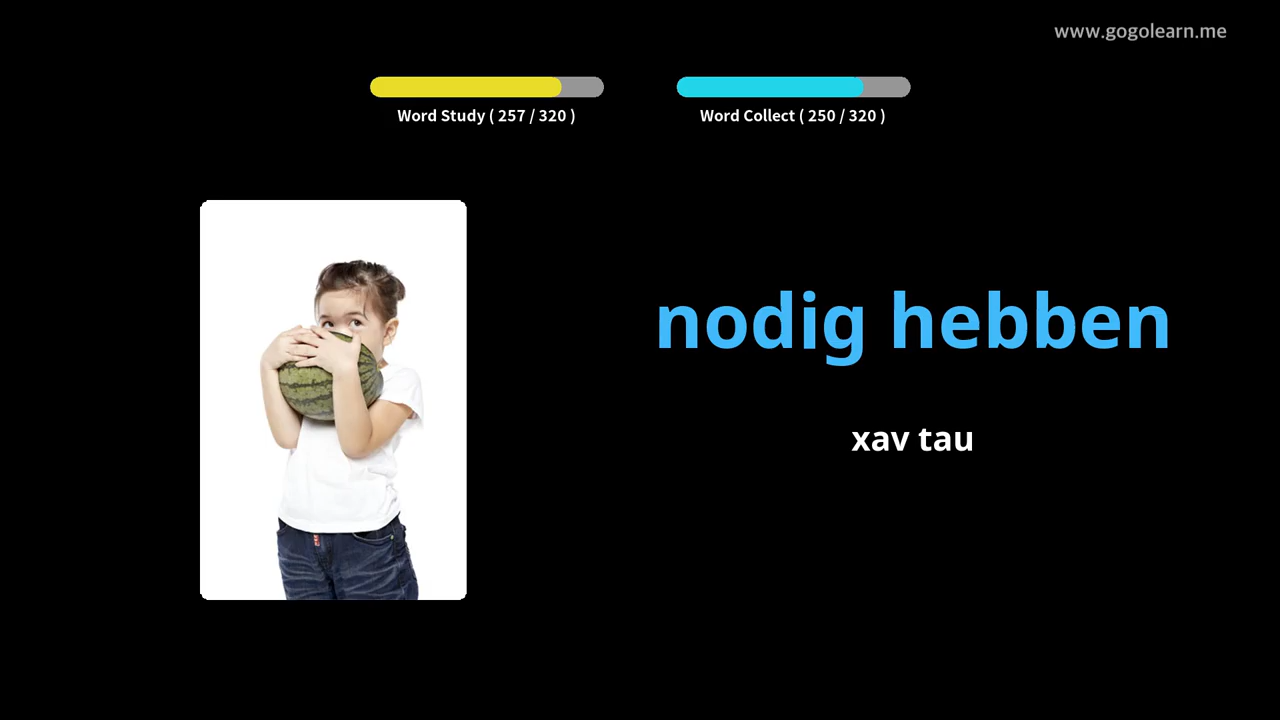 www.gogolearn.me
Word Study ( 257 / 320 )
Word Collect ( 250 / 320 )
nodig hebben
xav tau